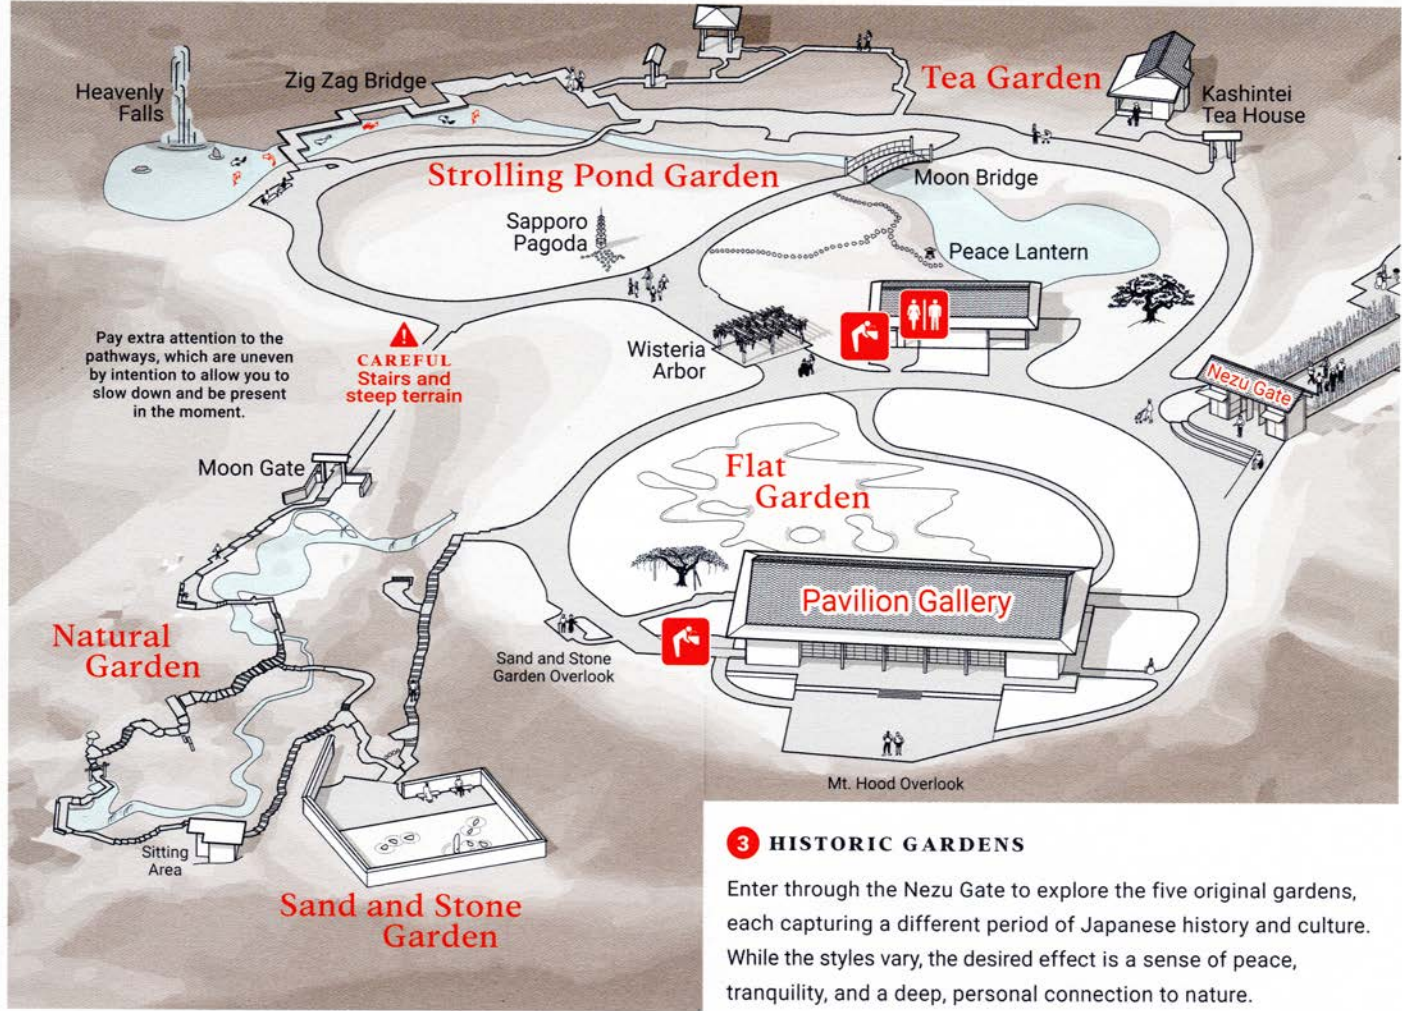 Heavenly
Falls
Zig Zag Bridge
Tea Garden
Kashintei
Tea House
Strolling Pond Garden
Moon Bridge
Sapporo
Pagoda
Peace Lantern
Pay extra attention to the
pathways, which are uneven
by intention to allow you to
slow down and be present
in the moment.
CAREFUL
Stairs and
steep terrain
Wisteria
Arbor
Nezu Gate
Moon Gate
Flat
Garden
Pavilion Gallery
Natural
Garden
Sand and Stone
Garden Overlook
Mt. Hood Overlook
Sitting
Area
Sand and Stone
Garden
3 HISTORIC GARDENS
Enter through the Nezu Gate to explore the five original gardens,
each capturing a different period of Japanese history and culture.
While the styles vary, the desired effect is a sense of peace,
tranquility, and a deep, personal connection to nature.